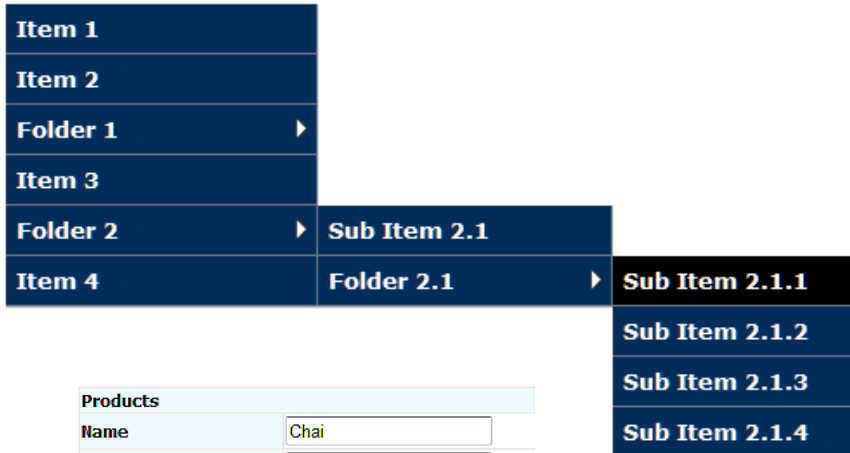 Item 1
Item 2
Folder 1
Item 3
Folder 2
Item 4
Sub Item 2.1
Folder 2.1
Sub Item 2.1.1
Sub Item 2.1.2
Sub Item 2.1.3
Sub Item 2.1.4
Products
Name Chai